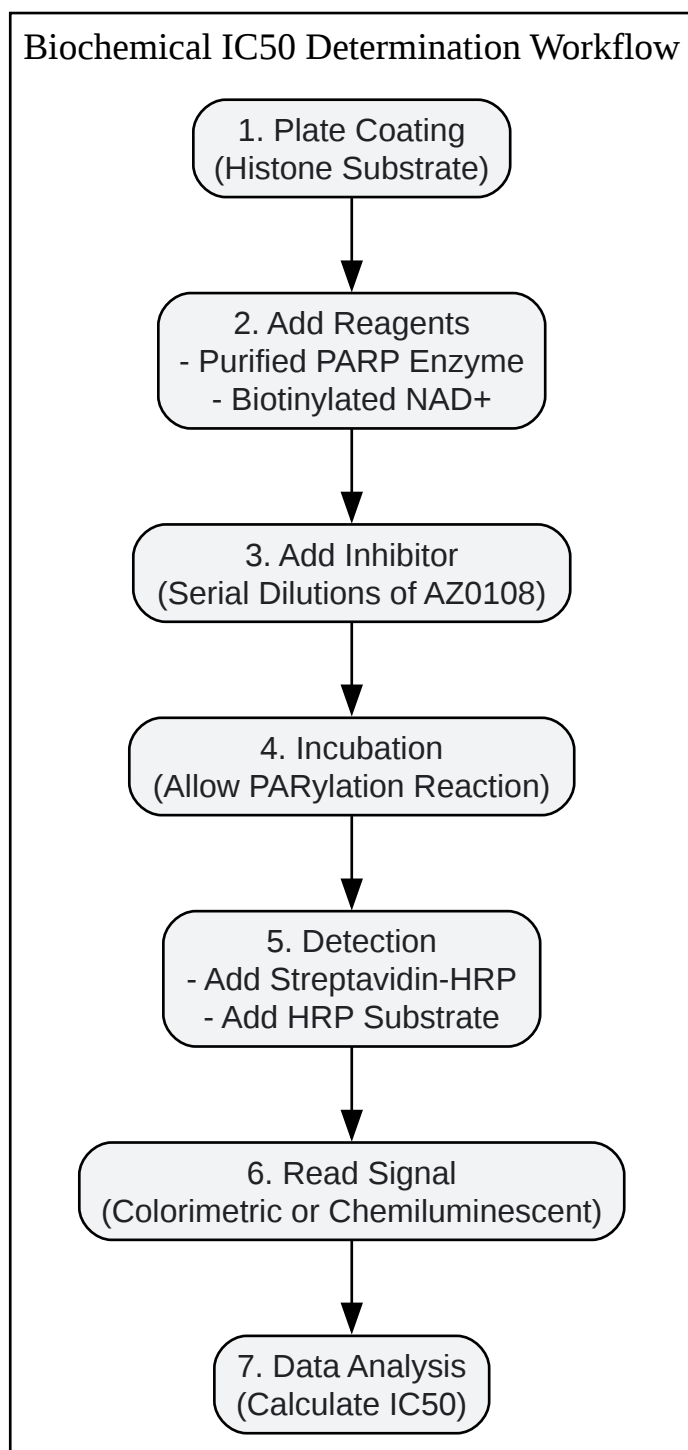 Biochemical IC50 Determination Workflow
1. Plate Coating
(Histone Substrate)
2. Add Reagents
- Purified PARP Enzyme
- Biotinylated NAD+
3. Add Inhibitor
(Serial Dilutions of AZ0108)
4. Incubation
(Allow PARylation Reaction)
5. Detection
- Add Streptavidin-HRP
- Add HRP Substrate
6. Read Signal
(Colorimetric or Chemiluminescent)
7. Data Analysis
(Calculate IC50)